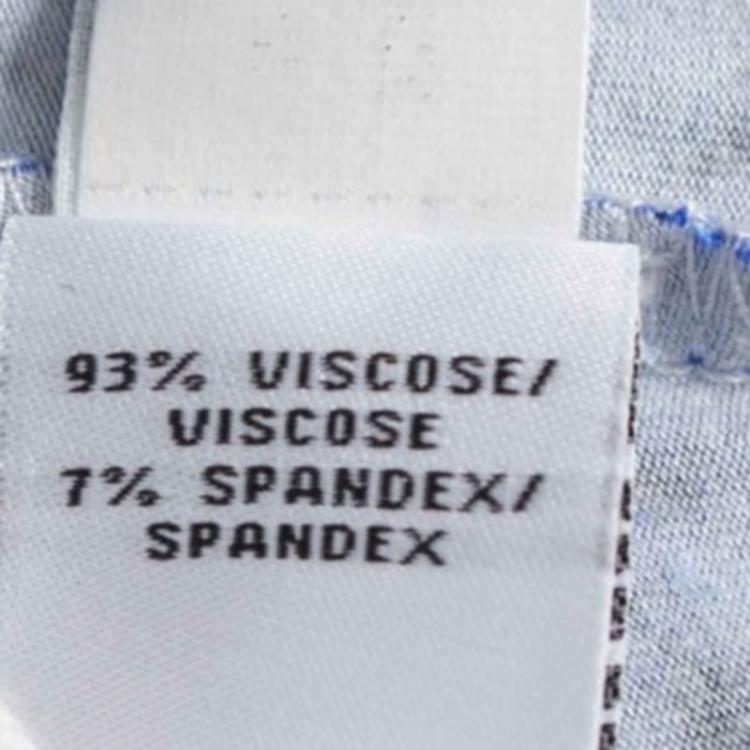 93% VISCOSE/
VISCOSE
7% SPANDEX/
SPANDEX